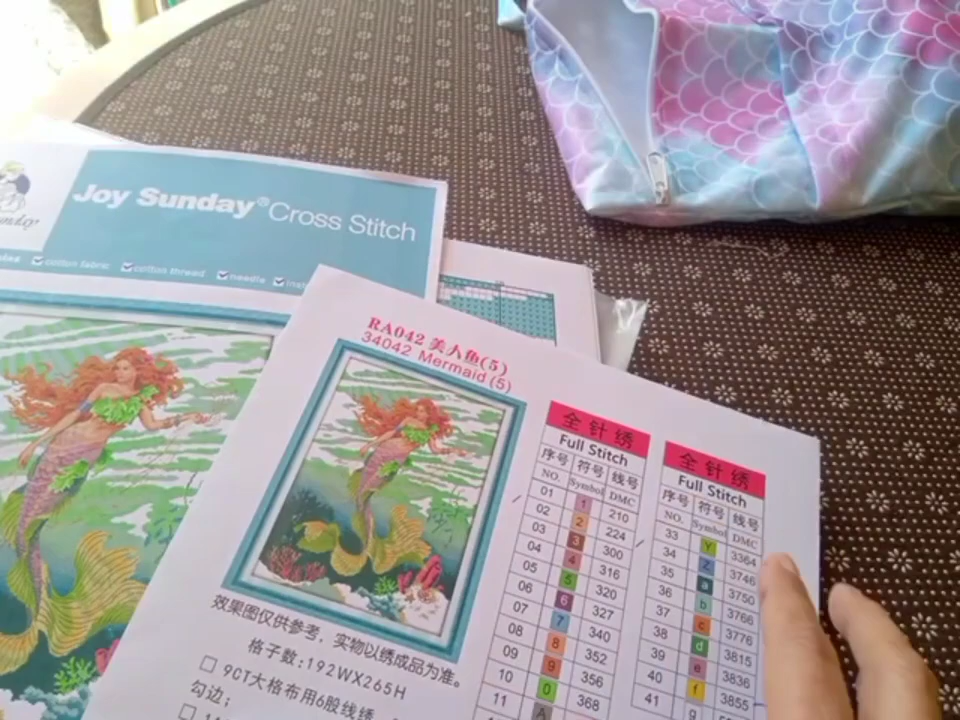 Joy Sunday® Cross Stitch
cotton fabric cotton thread needle
RA042 美人鱼(5)
34042 Mermaid (5)
效果图仅供参考，实物以绣成品为准。
格子数:192WX265H
□ 9CT大格布用6股线绣
勾边:
全针绣
Full Stitch
序号 符号 线号
NO. Symbol DMC
01 1 210
02 2 224
03 3 300
04 4 316
05 5 320
06 6 327
07 7 340
08 8 352
09 9 356
10 0 368
11 A
全针绣
Full Stitch
序号 符号 线号
NO. Symbol DMC
33 Y 3364
34 Z 3746
35 a 3750
36 b 3766
37 c 3776
38 d 3815
39 e 3836
40 f 3855
41 g